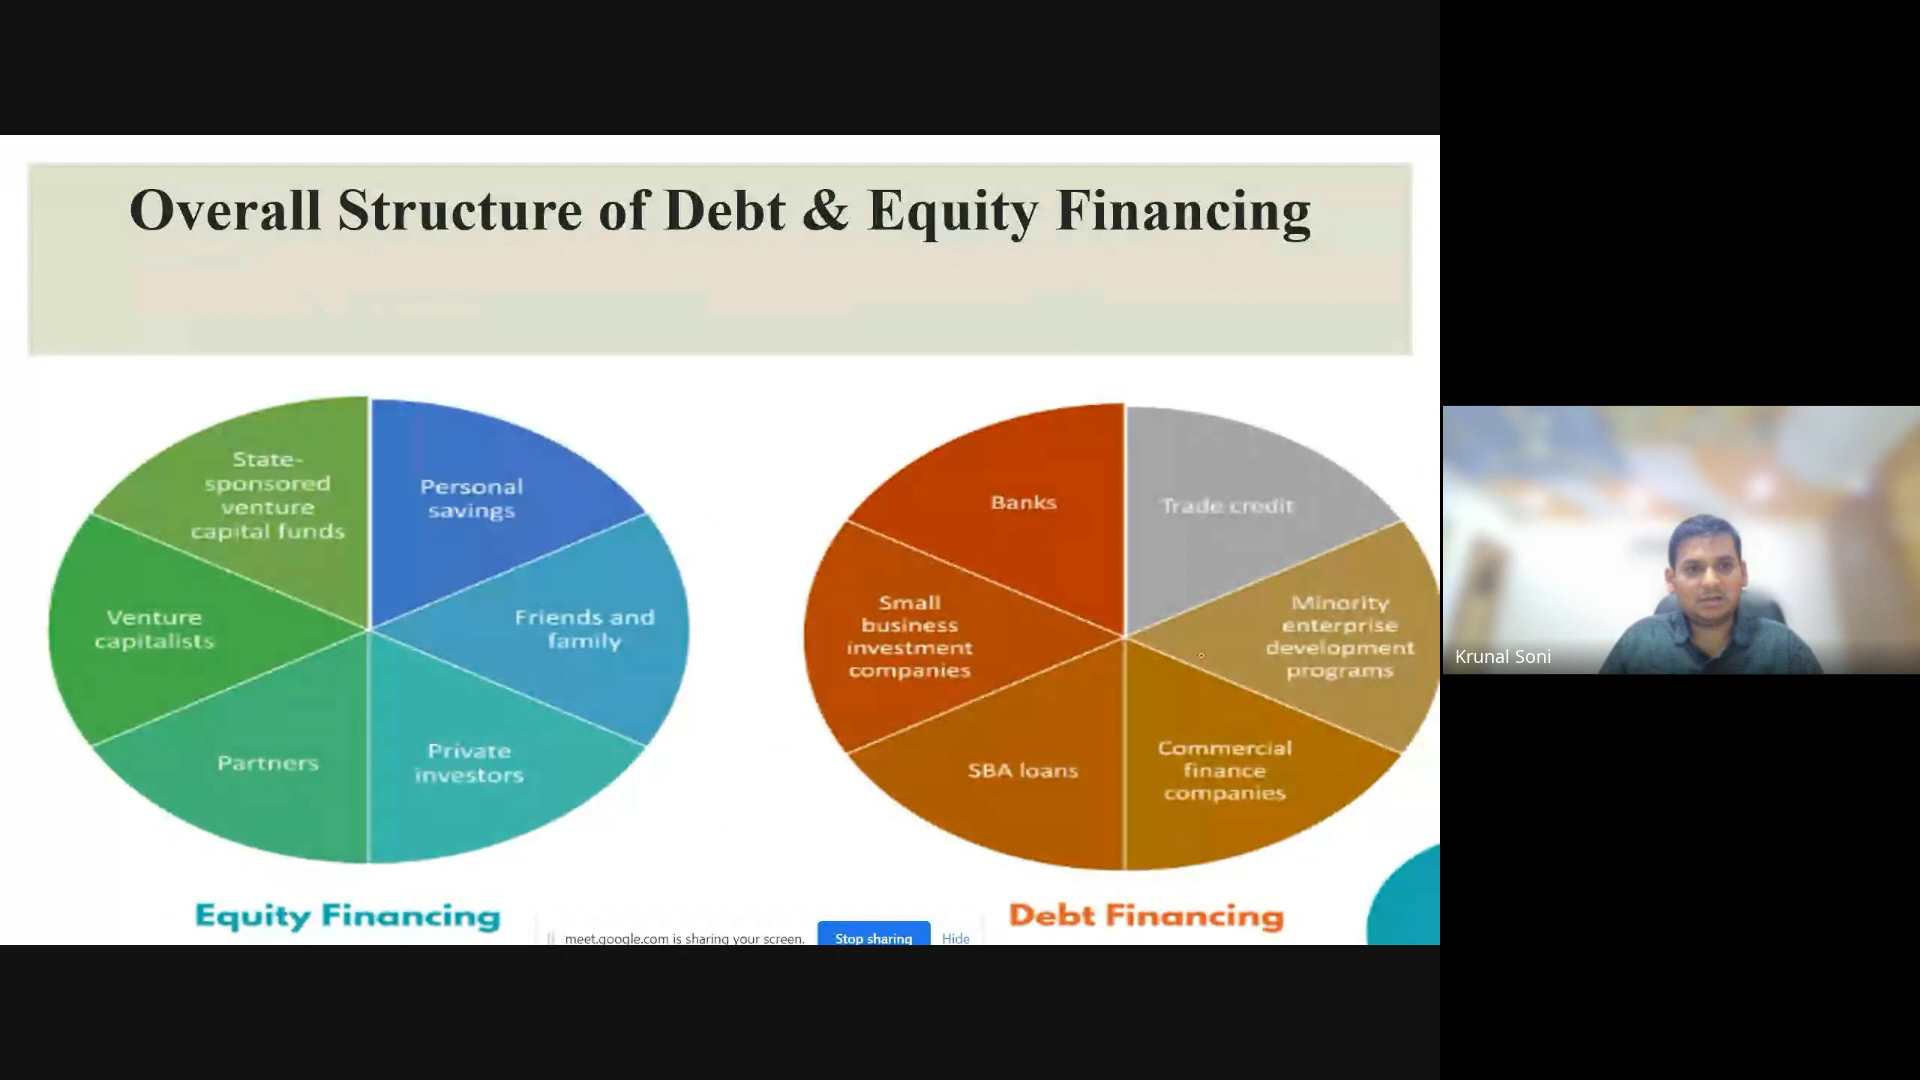 Overall Structure of Debt & Equity Financing
State-
sponsored
venture
capital funds
Personal
savings
Venture
capitalists
Friends and
family
Partners
Private
investors
Equity Financing
Banks
Trade credit
Small
business
investment
companies
Minority
enterprise
development
programs
SBA loans
Commercial
finance
companies
Debt Financing
meet.google.com is sharing your screen.
Stop sharing
Hide
Krunal Soni